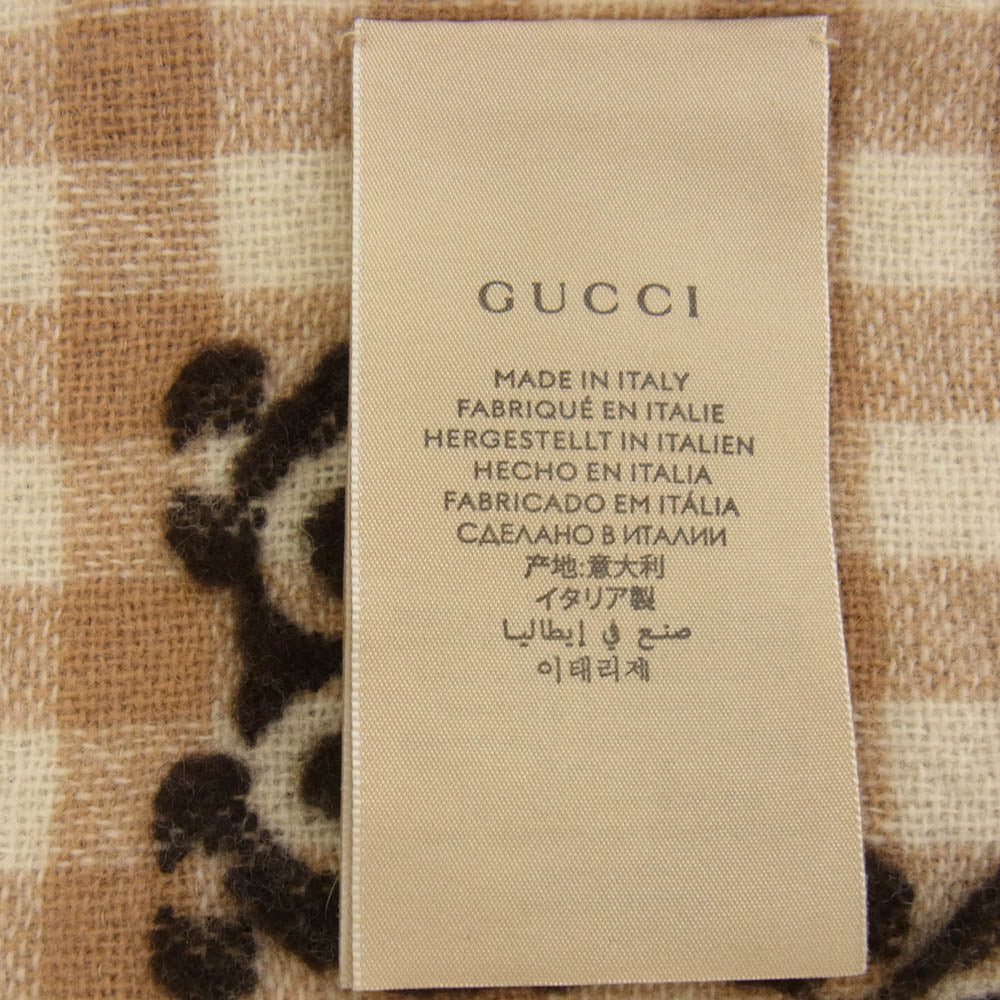 GUCCI
MADE IN ITALY
FABRIQUÉ EN ITALIE
HERGESTELLT IN ITALIEN
HECHO EN ITALIA
FABRICADO EM ITÁLIA
СДЕЛАНО В ИТАЛИИ
产地:意大利
イタリア製
صنع في إيطاليا
이태리제